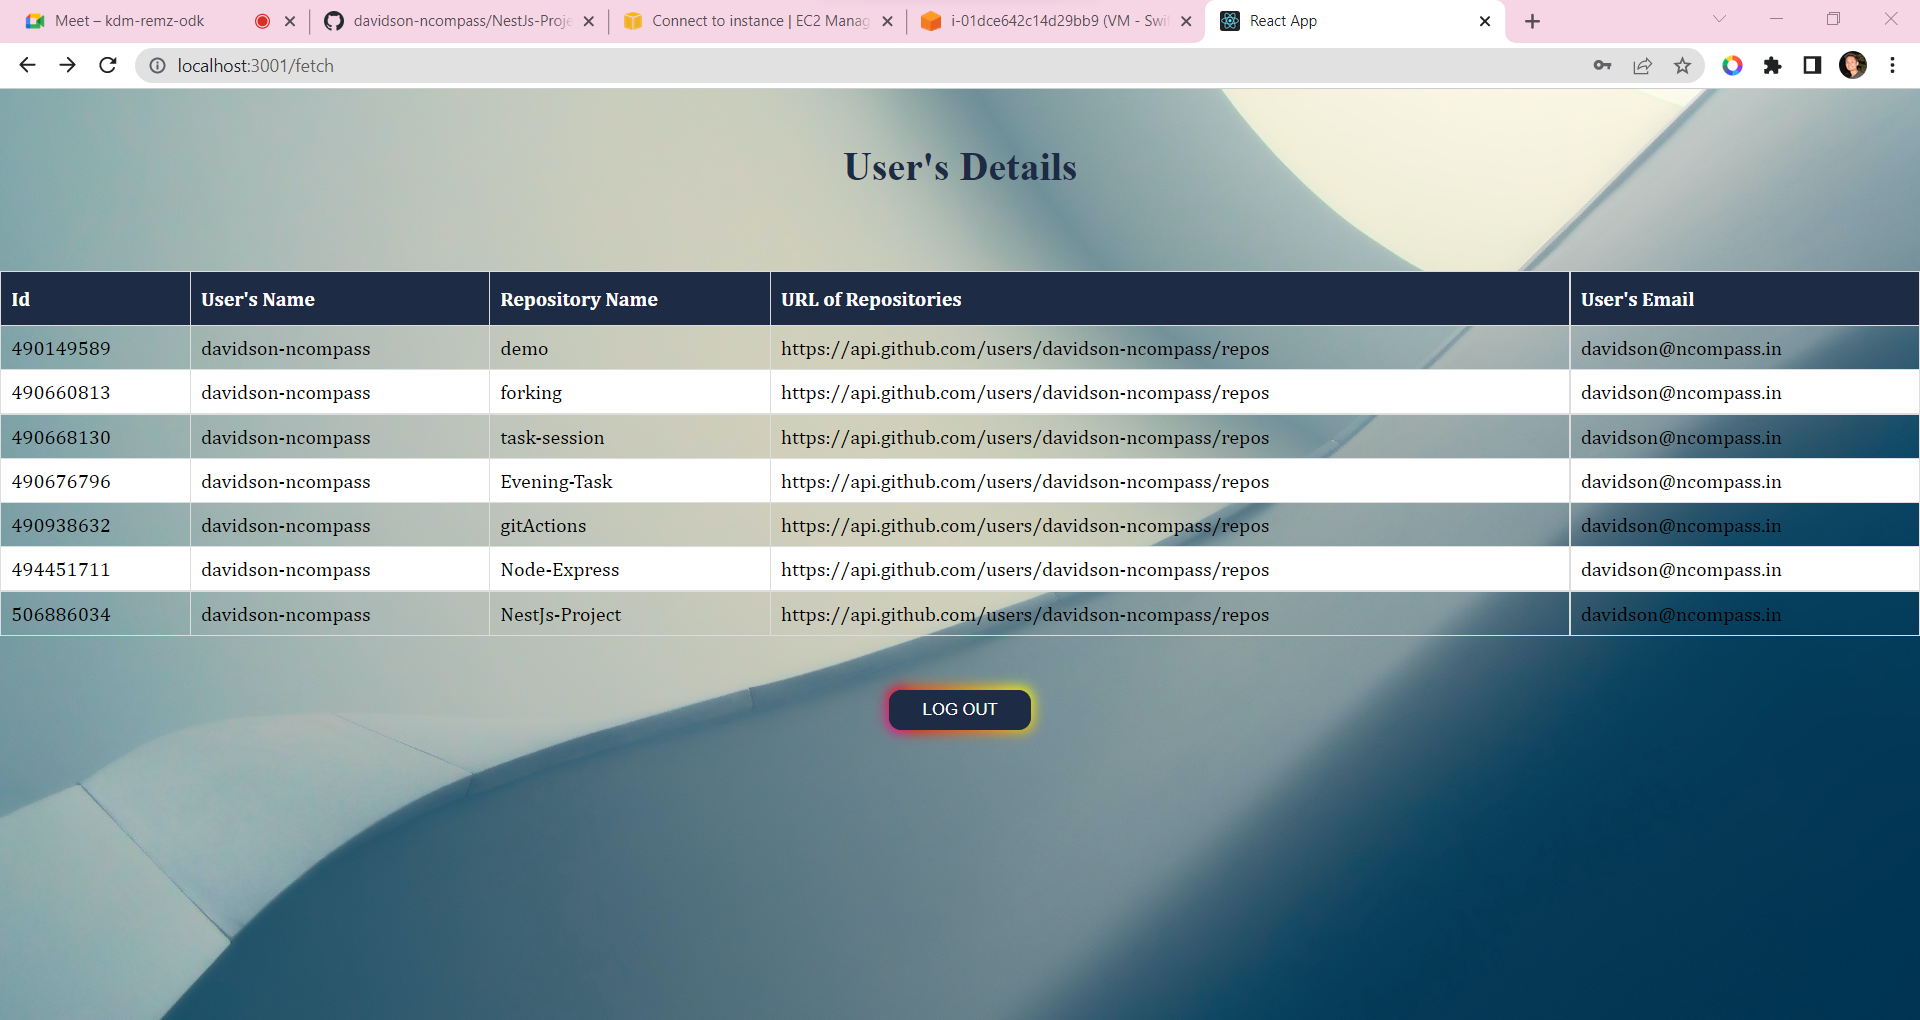 Meet – kdm-remz-odk davidson-ncompass/NestJs-Proje Connect to instance | EC2 Manag i-01dce642c14d29bb9 (VM - Swi React App
localhost:3001/fetch
User's Details
Id User's Name Repository Name URL of Repositories User's Email
490149589 davidson-ncompass demo https://api.github.com/users/davidson-ncompass/repos davidson@ncompass.in
490660813 davidson-ncompass forking https://api.github.com/users/davidson-ncompass/repos davidson@ncompass.in
490668130 davidson-ncompass task-session https://api.github.com/users/davidson-ncompass/repos davidson@ncompass.in
490676796 davidson-ncompass Evening-Task https://api.github.com/users/davidson-ncompass/repos davidson@ncompass.in
490938632 davidson-ncompass gitActions https://api.github.com/users/davidson-ncompass/repos davidson@ncompass.in
494451711 davidson-ncompass Node-Express https://api.github.com/users/davidson-ncompass/repos davidson@ncompass.in
506886034 davidson-ncompass NestJs-Project https://api.github.com/users/davidson-ncompass/repos davidson@ncompass.in
LOG OUT